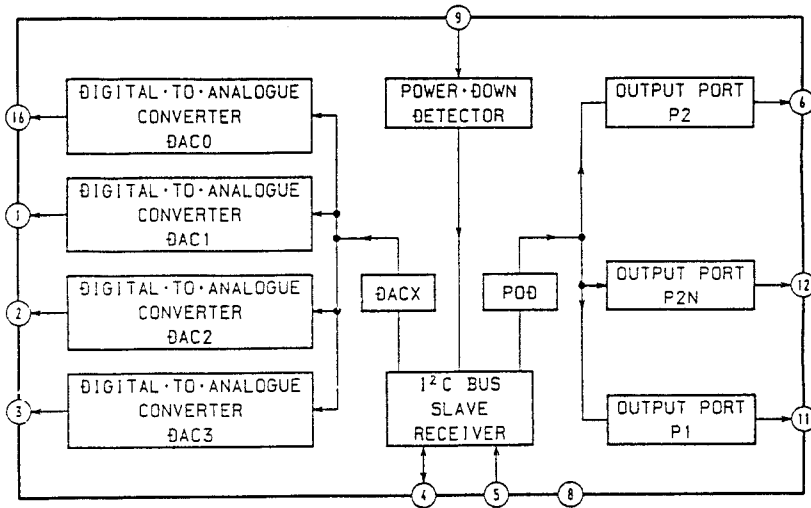 9
DIGITAL·TO·ANALOGUE
CONVERTER
DAC0
16
POWER·DOWN
DETECTOR
OUTPUT PORT
P2
6
DIGITAL·TO·ANALOGUE
CONVERTER
DAC1
1
DIGITAL·TO·ANALOGUE
CONVERTER
DAC2
2
DACX
POD
OUTPUT PORT
P2N
12
DIGITAL·TO·ANALOGUE
CONVERTER
DAC3
3
I²C BUS
SLAVE
RECEIVER
OUTPUT PORT
P1
11
4
5
8